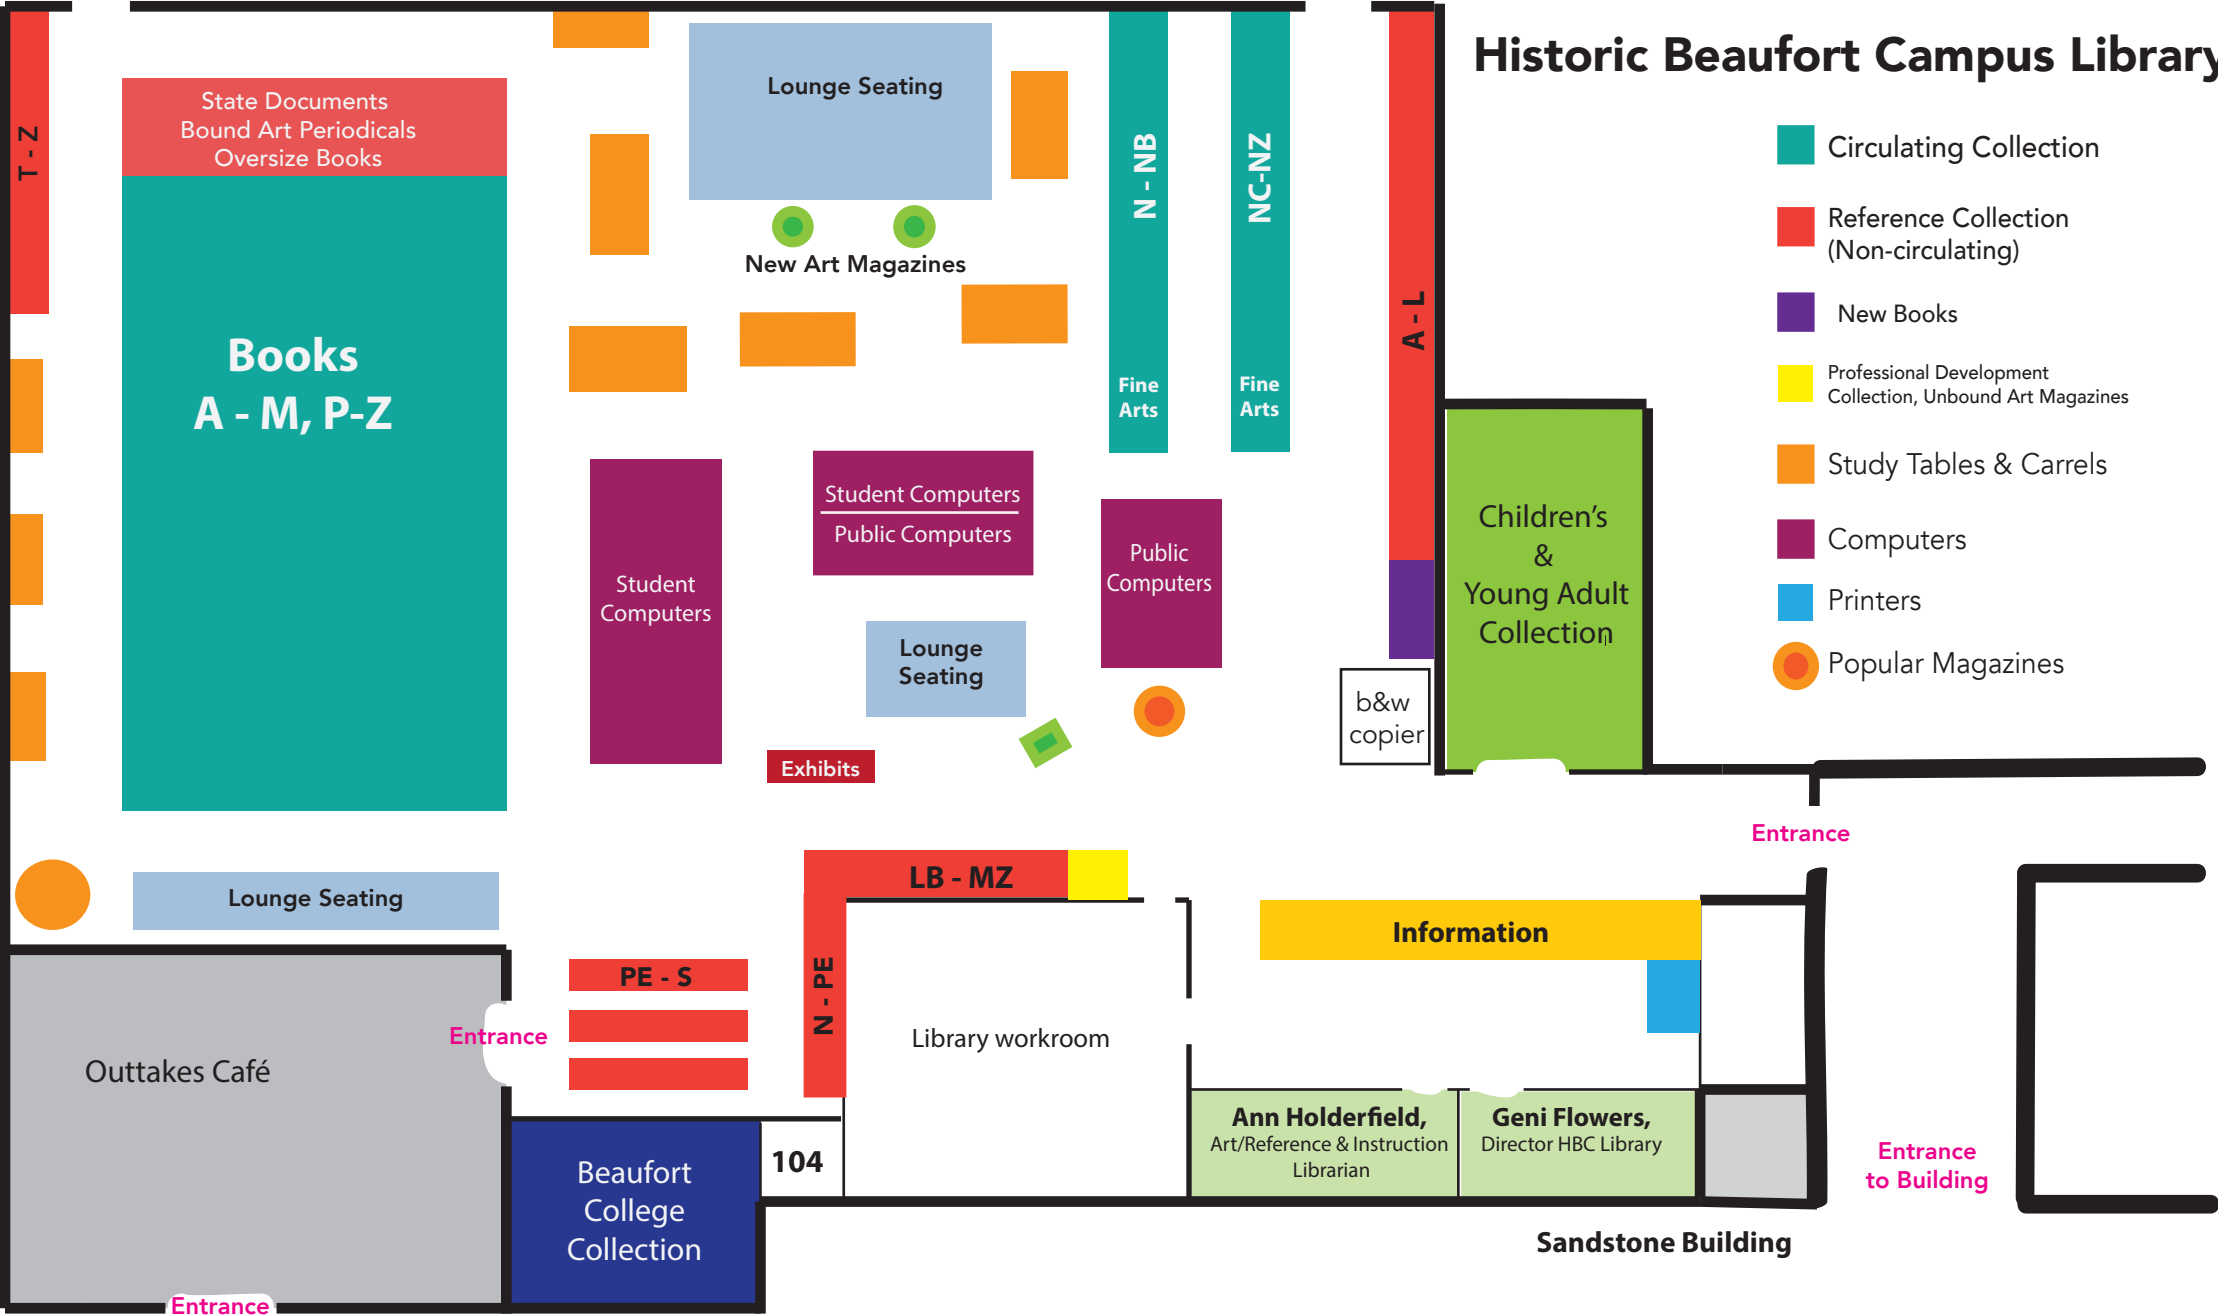 Historic Beaufort Campus Library
T - Z
State Documents
Bound Art Periodicals
Oversize Books
Books
A - M, P-Z
Lounge Seating
New Art Magazines
N - NB
Fine
Arts
NC-NZ
Fine
Arts
A - L
Circulating Collection
Reference Collection
(Non-circulating)
New Books
Professional Development
Collection, Unbound Art Magazines
Study Tables & Carrels
Computers
Printers
Popular Magazines
Student
Computers
Student Computers
Public Computers
Public
Computers
Children's
&
Young Adult
Collection
Lounge
Seating
b&w
copier
Exhibits
Entrance
Lounge Seating
LB - MZ
N - PE
PE - S
Information
Entrance
Outtakes Café
Library workroom
Beaufort
College
Collection
104
Ann Holderfield,
Art/Reference & Instruction
Librarian
Geni Flowers,
Director HBC Library
Entrance
to Building
Sandstone Building
Entrance